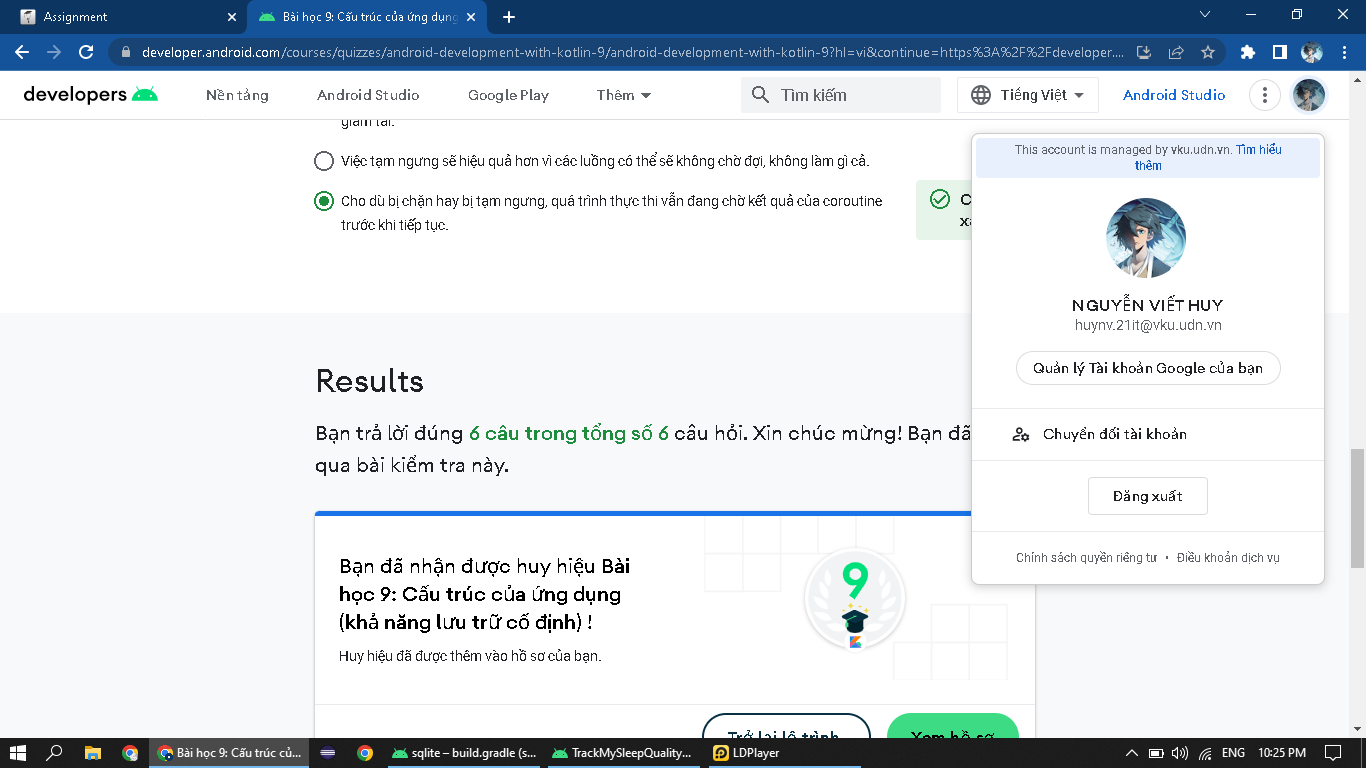 Assignment
Bài học 9: Cấu trúc của ứng dụng
developer.android.com/courses/quizzes/android-development-with-kotlin-9/android-development-with-kotlin-9?hl=vi&continue=https%3A%2F%2Fdeveloper....
developers
Nền tảng
Android Studio
Google Play
Thêm
Tìm kiếm
Tiếng Việt
Android Studio
giảm tải.
Việc tạm ngưng sẽ hiệu quả hơn vì các luồng có thể sẽ không chờ đợi, không làm gì cả.
Cho dù bị chặn hay bị tạm ngưng, quá trình thực thi vẫn đang chờ kết quả của coroutine
trước khi tiếp tục.
This account is managed by vku.udn.vn. Tìm hiểu
thêm
NGUYỄN VIẾT HUY
huynv.21it@vku.udn.vn
Quản lý Tài khoản Google của bạn
Chuyển đổi tài khoản
Đăng xuất
Chính sách quyền riêng tư • Điều khoản dịch vụ
Results
Bạn trả lời đúng 6 câu trong tổng số 6 câu hỏi. Xin chúc mừng! Bạn đã
qua bài kiểm tra này.
Bạn đã nhận được huy hiệu Bài
học 9: Cấu trúc của ứng dụng
(khả năng lưu trữ cố định) !
Huy hiệu đã được thêm vào hồ sơ của bạn.
9
Trở lại lộ trình
Xem hồ sơ
Bài học 9: Cấu trúc củ...
sqlite – build.gradle (s...
TrackMySleepQuality...
LDPlayer
ENG
10:25 PM